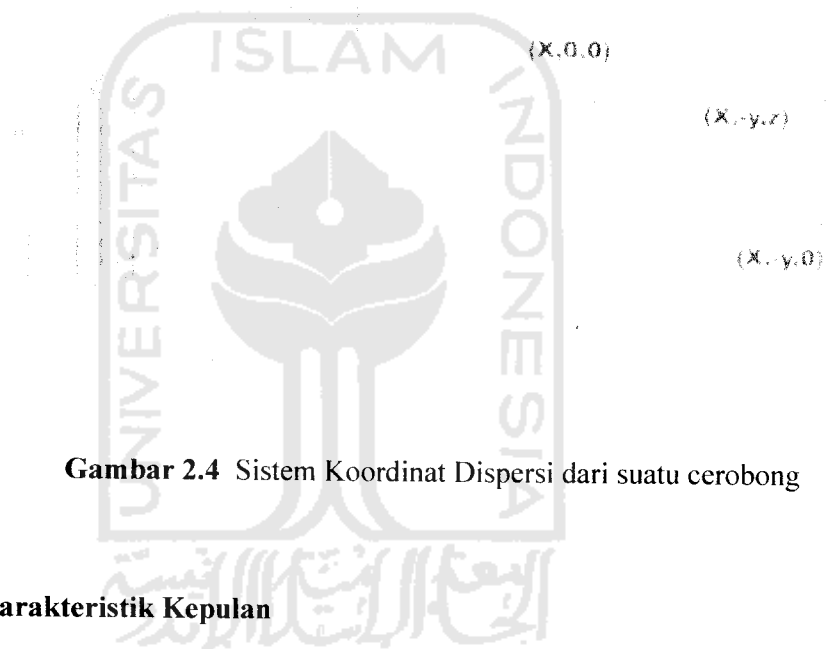 ISLAM
(X,0,0)
UNIVERSITAS
INDONESIA
(X,-y,z)
(X,-y,0)
Gambar 2.4 Sistem Koordinat Dispersi dari suatu cerobong
arakteristik Kepulan